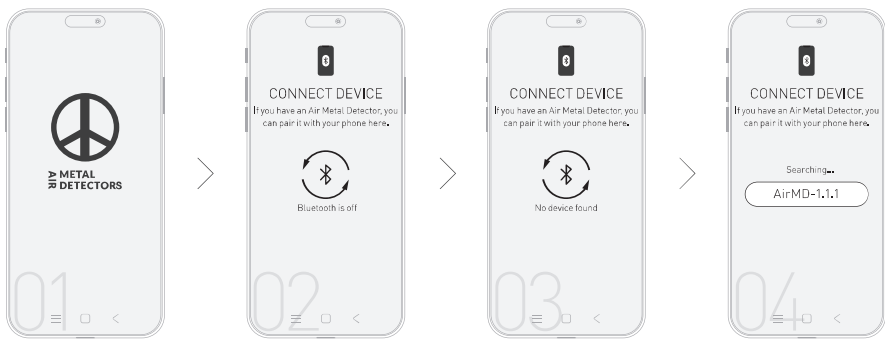 AIR
METAL
DETECTORS
01
CONNECT DEVICE
If you have an Air Metal Detector, you
can pair it with your phone here.
Bluetooth is off
02
CONNECT DEVICE
If you have an Air Metal Detector, you
can pair it with your phone here.
No device found
03
CONNECT DEVICE
If you have an Air Metal Detector, you
can pair it with your phone here.
Searching...
AirMD-1.1.1
04